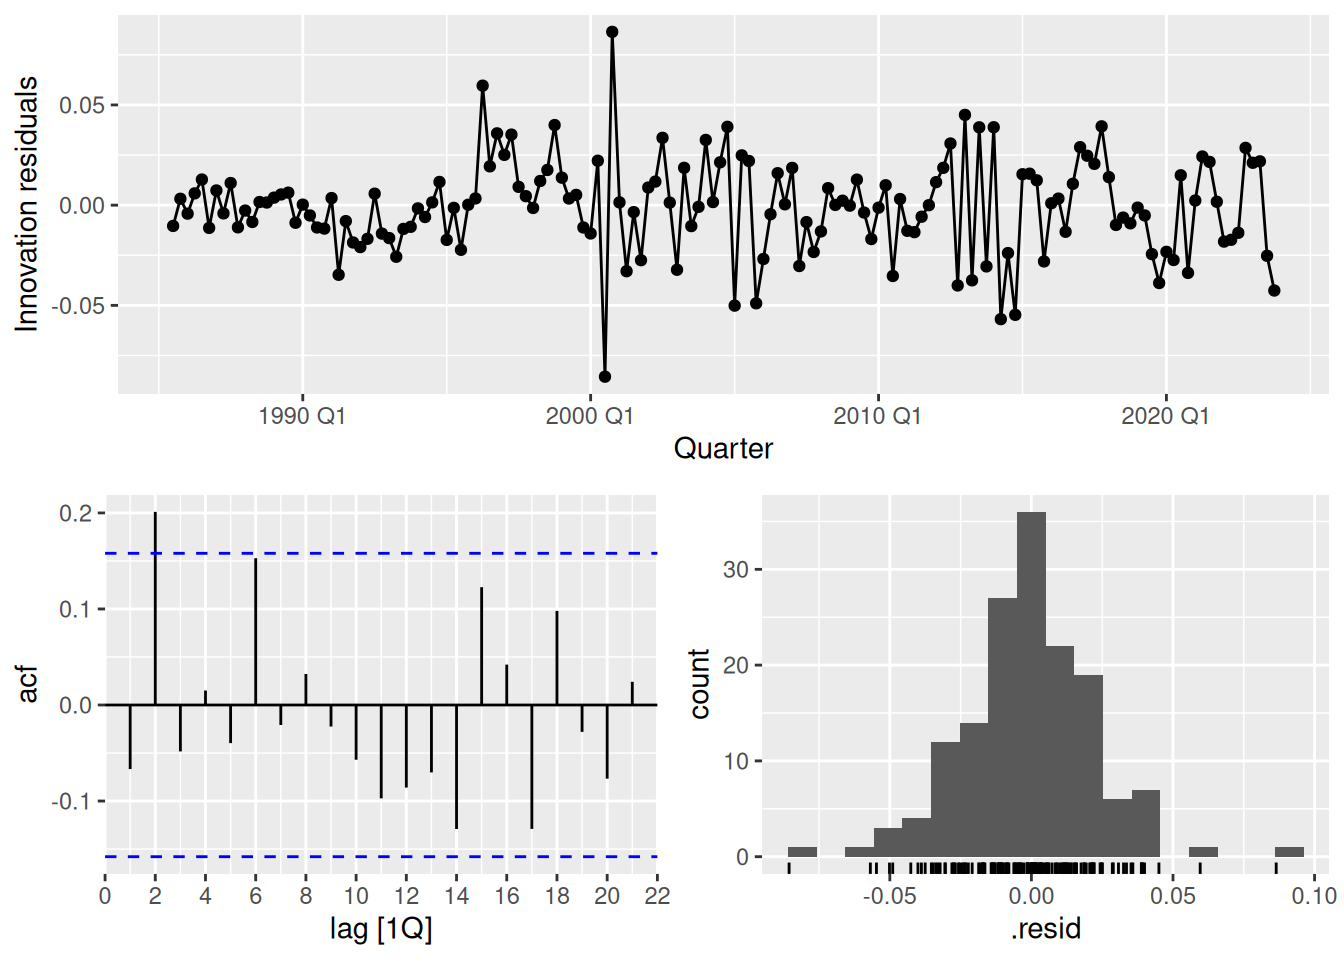 Innovation residuals
0.05
0.00
-0.05
1990 Q1 2000 Q1 2010 Q1 2020 Q1
Quarter
acf
0.2
0.1
0.0
-0.1
0 2 4 6 8 10 12 14 16 18 20 22
lag [1Q]
count
30
20
10
0
-0.05 0.00 0.05 0.10
.resid